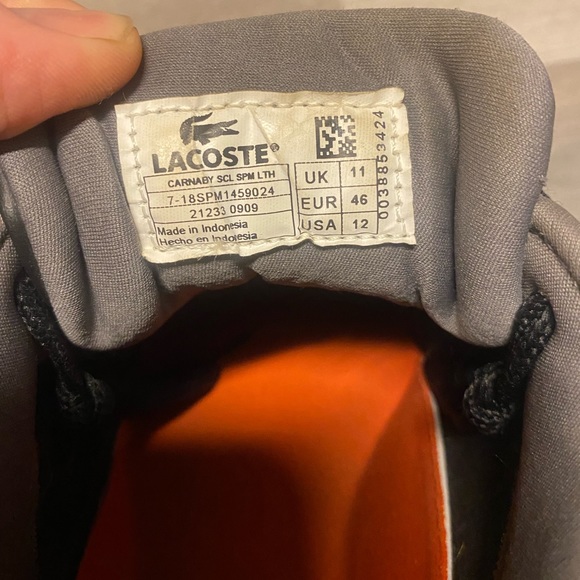 LACOSTE®
CARNABY SCL SPM LTH
7-18SPM1459024
21233 0909
Made in Indonesia
Hecho en Indonesia
UK 11
EUR 46
USA 12
0038853424